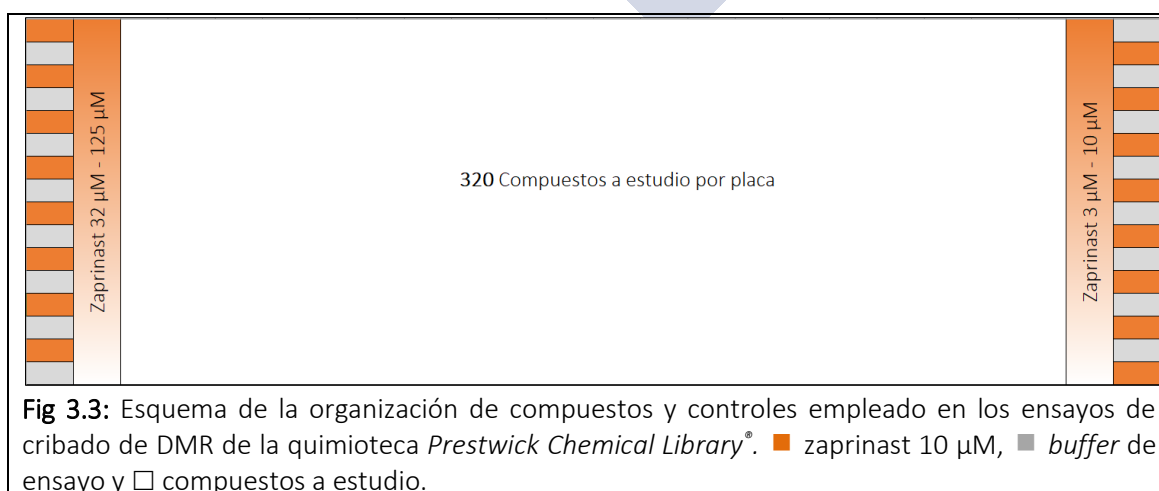 Zaprinast 32 µM - 125 µM
320 Compuestos a estudio por placa
Zaprinast 3 µM - 10 µM
Fig 3.3: Esquema de la organización de compuestos y controles empleado en los ensayos de
cribado de DMR de la quimioteca Prestwick Chemical Library®. ■ zaprinast 10 µM, ■ buffer de
ensayo y □ compuestos a estudio.